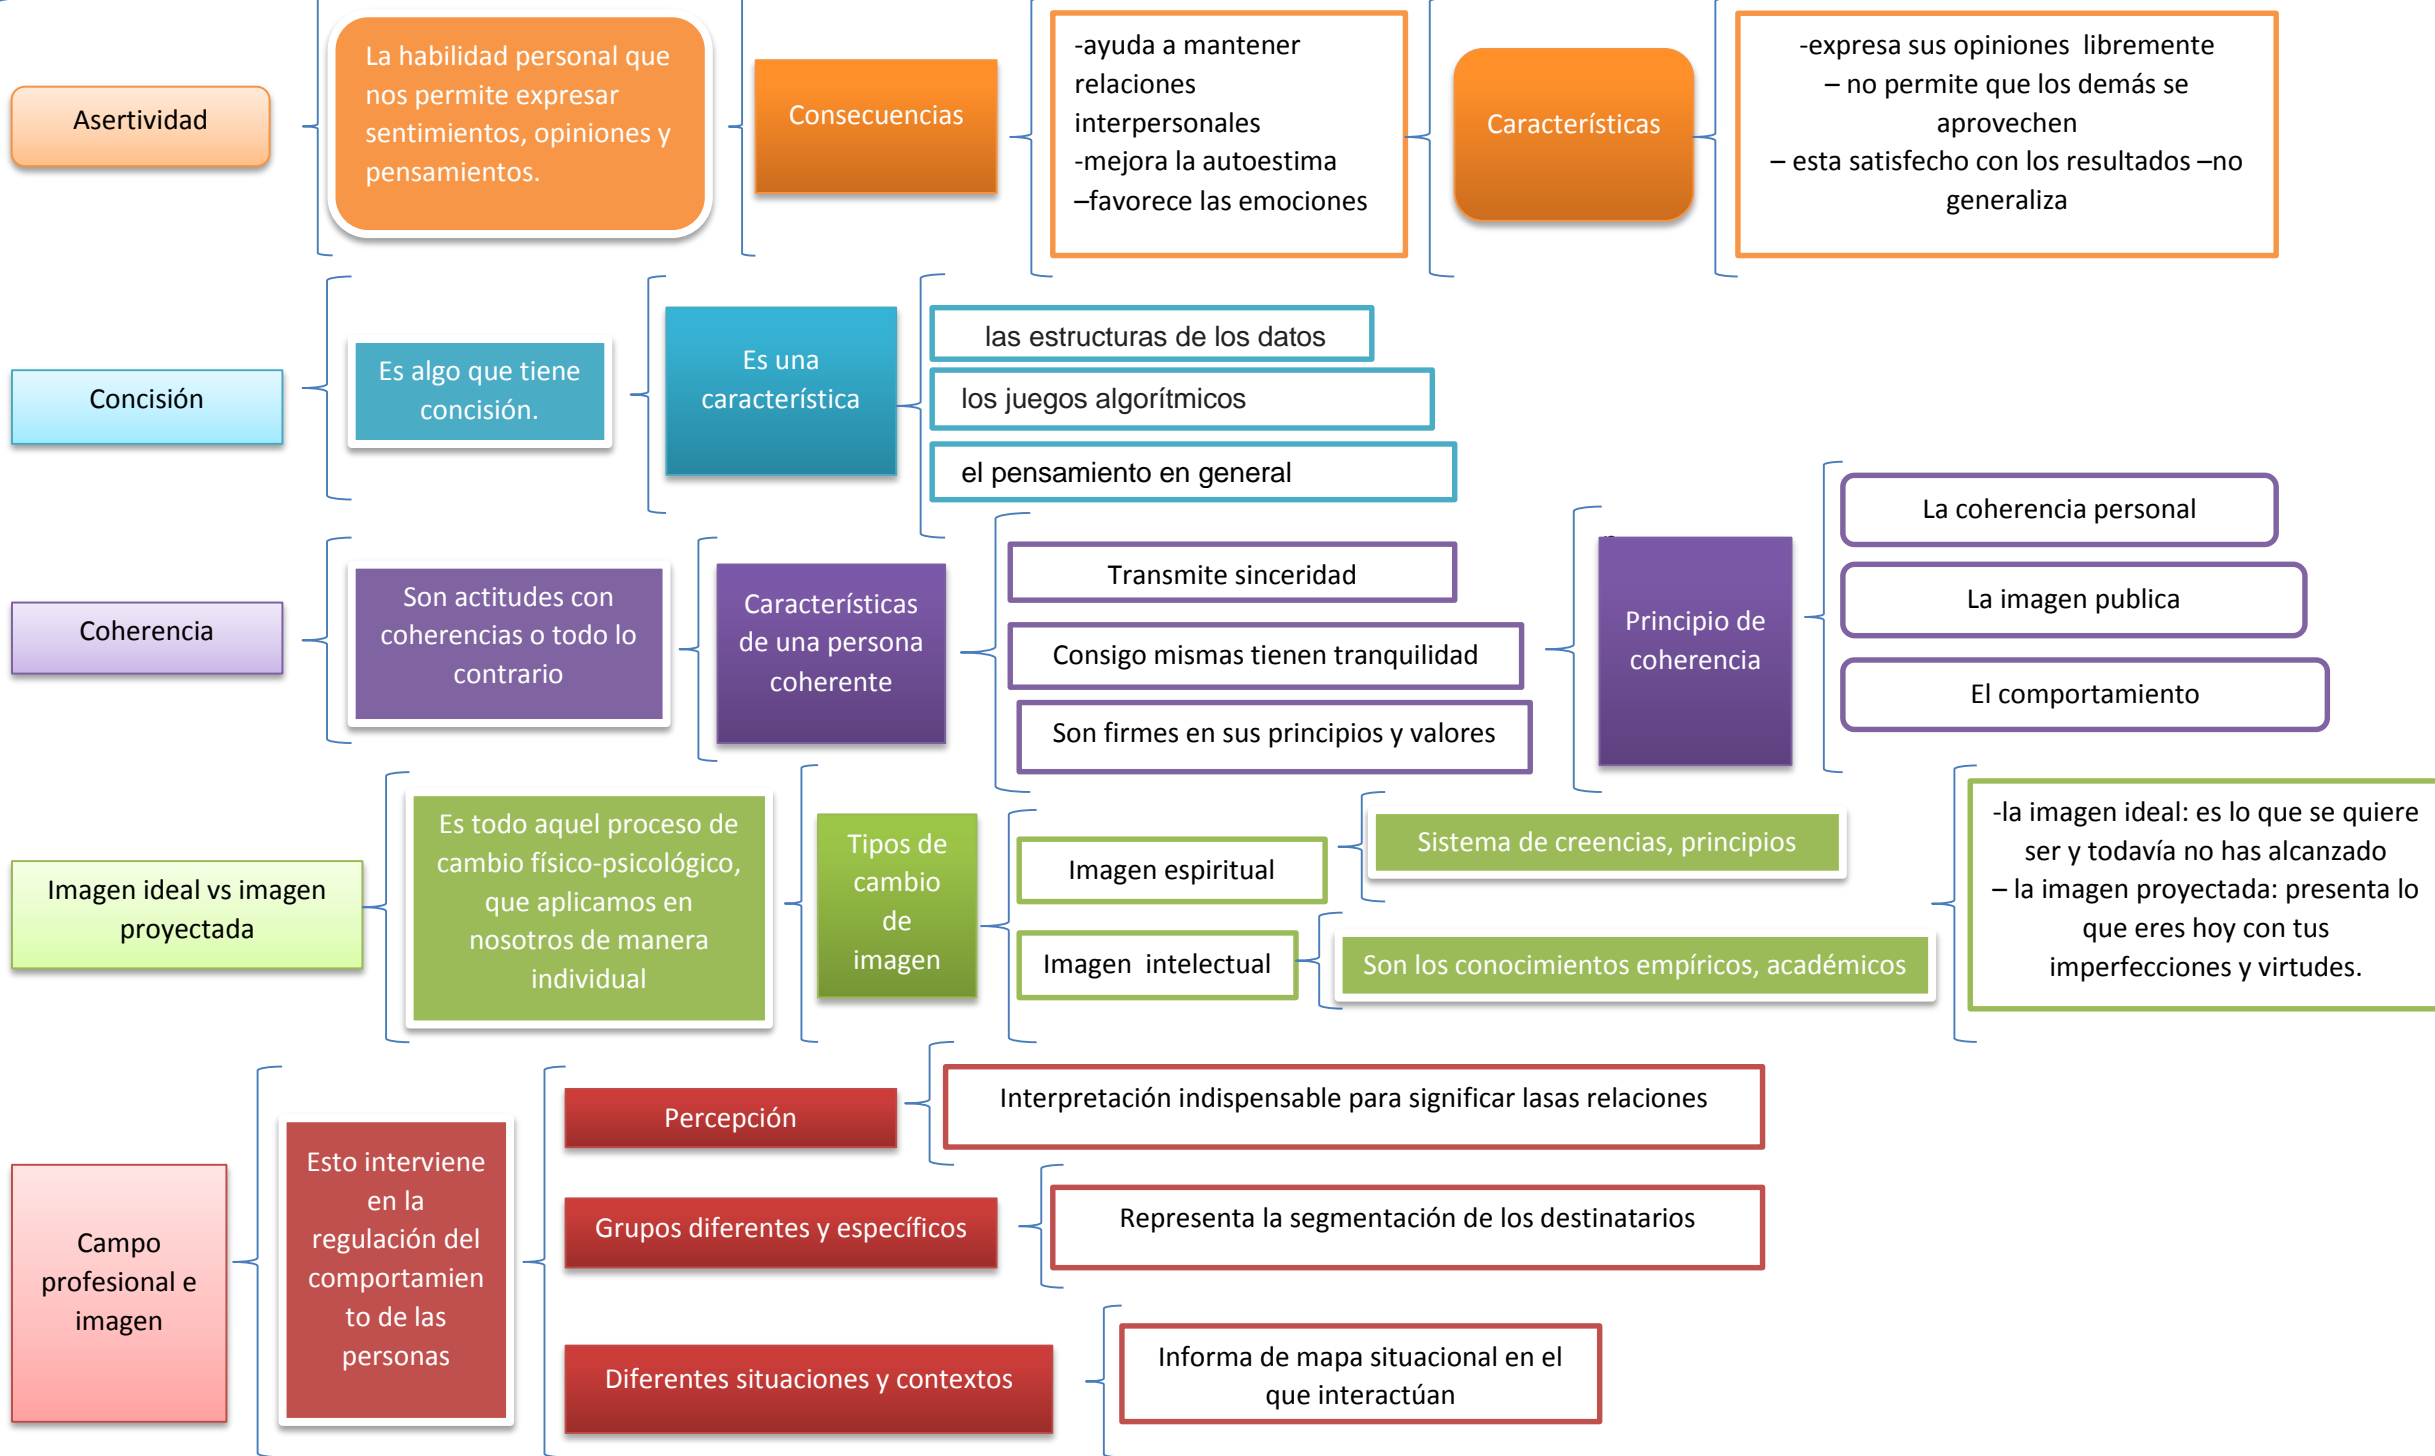 Asertividad
La habilidad personal que
nos permite expresar
sentimientos, opiniones y
pensamientos.
Consecuencias
-ayuda a mantener
relaciones
interpersonales
-mejora la autoestima
–favorece las emociones
Características
-expresa sus opiniones libremente
– no permite que los demás se
aprovechen
– esta satisfecho con los resultados –no
generaliza
Concisión
Es algo que tiene
concisión.
Es una
característica
las estructuras de los datos
los juegos algorítmicos
el pensamiento en general
Coherencia
Son actitudes con
coherencias o todo lo
contrario
Características
de una persona
coherente
Transmite sinceridad
Consigo mismas tienen tranquilidad
Son firmes en sus principios y valores
Principio de
coherencia
La coherencia personal
La imagen publica
El comportamiento
Imagen ideal vs imagen
proyectada
Es todo aquel proceso de
cambio físico-psicológico,
que aplicamos en
nosotros de manera
individual
Tipos de
cambio
de
imagen
Imagen espiritual
Sistema de creencias, principios
Imagen intelectual
Son los conocimientos empíricos, académicos
-la imagen ideal: es lo que se quiere
ser y todavía no has alcanzado
– la imagen proyectada: presenta lo
que eres hoy con tus
imperfecciones y virtudes.
Campo
profesional e
imagen
Esto interviene
en la
regulación del
comportamien
to de las
personas
Percepción
Interpretación indispensable para significar lasas relaciones
Grupos diferentes y específicos
Representa la segmentación de los destinatarios
Diferentes situaciones y contextos
Informa de mapa situacional en el
que interactúan